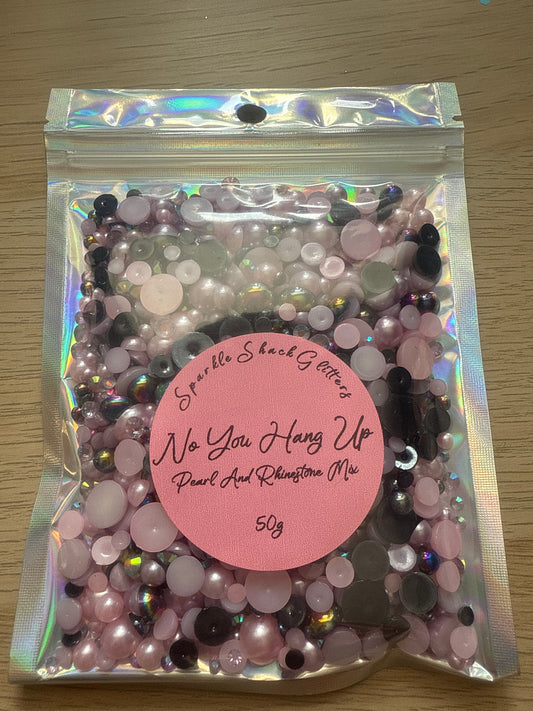 Sparkle Shack Glitters
No You Hang Up
Pearl And Rhinestone Mix
50g